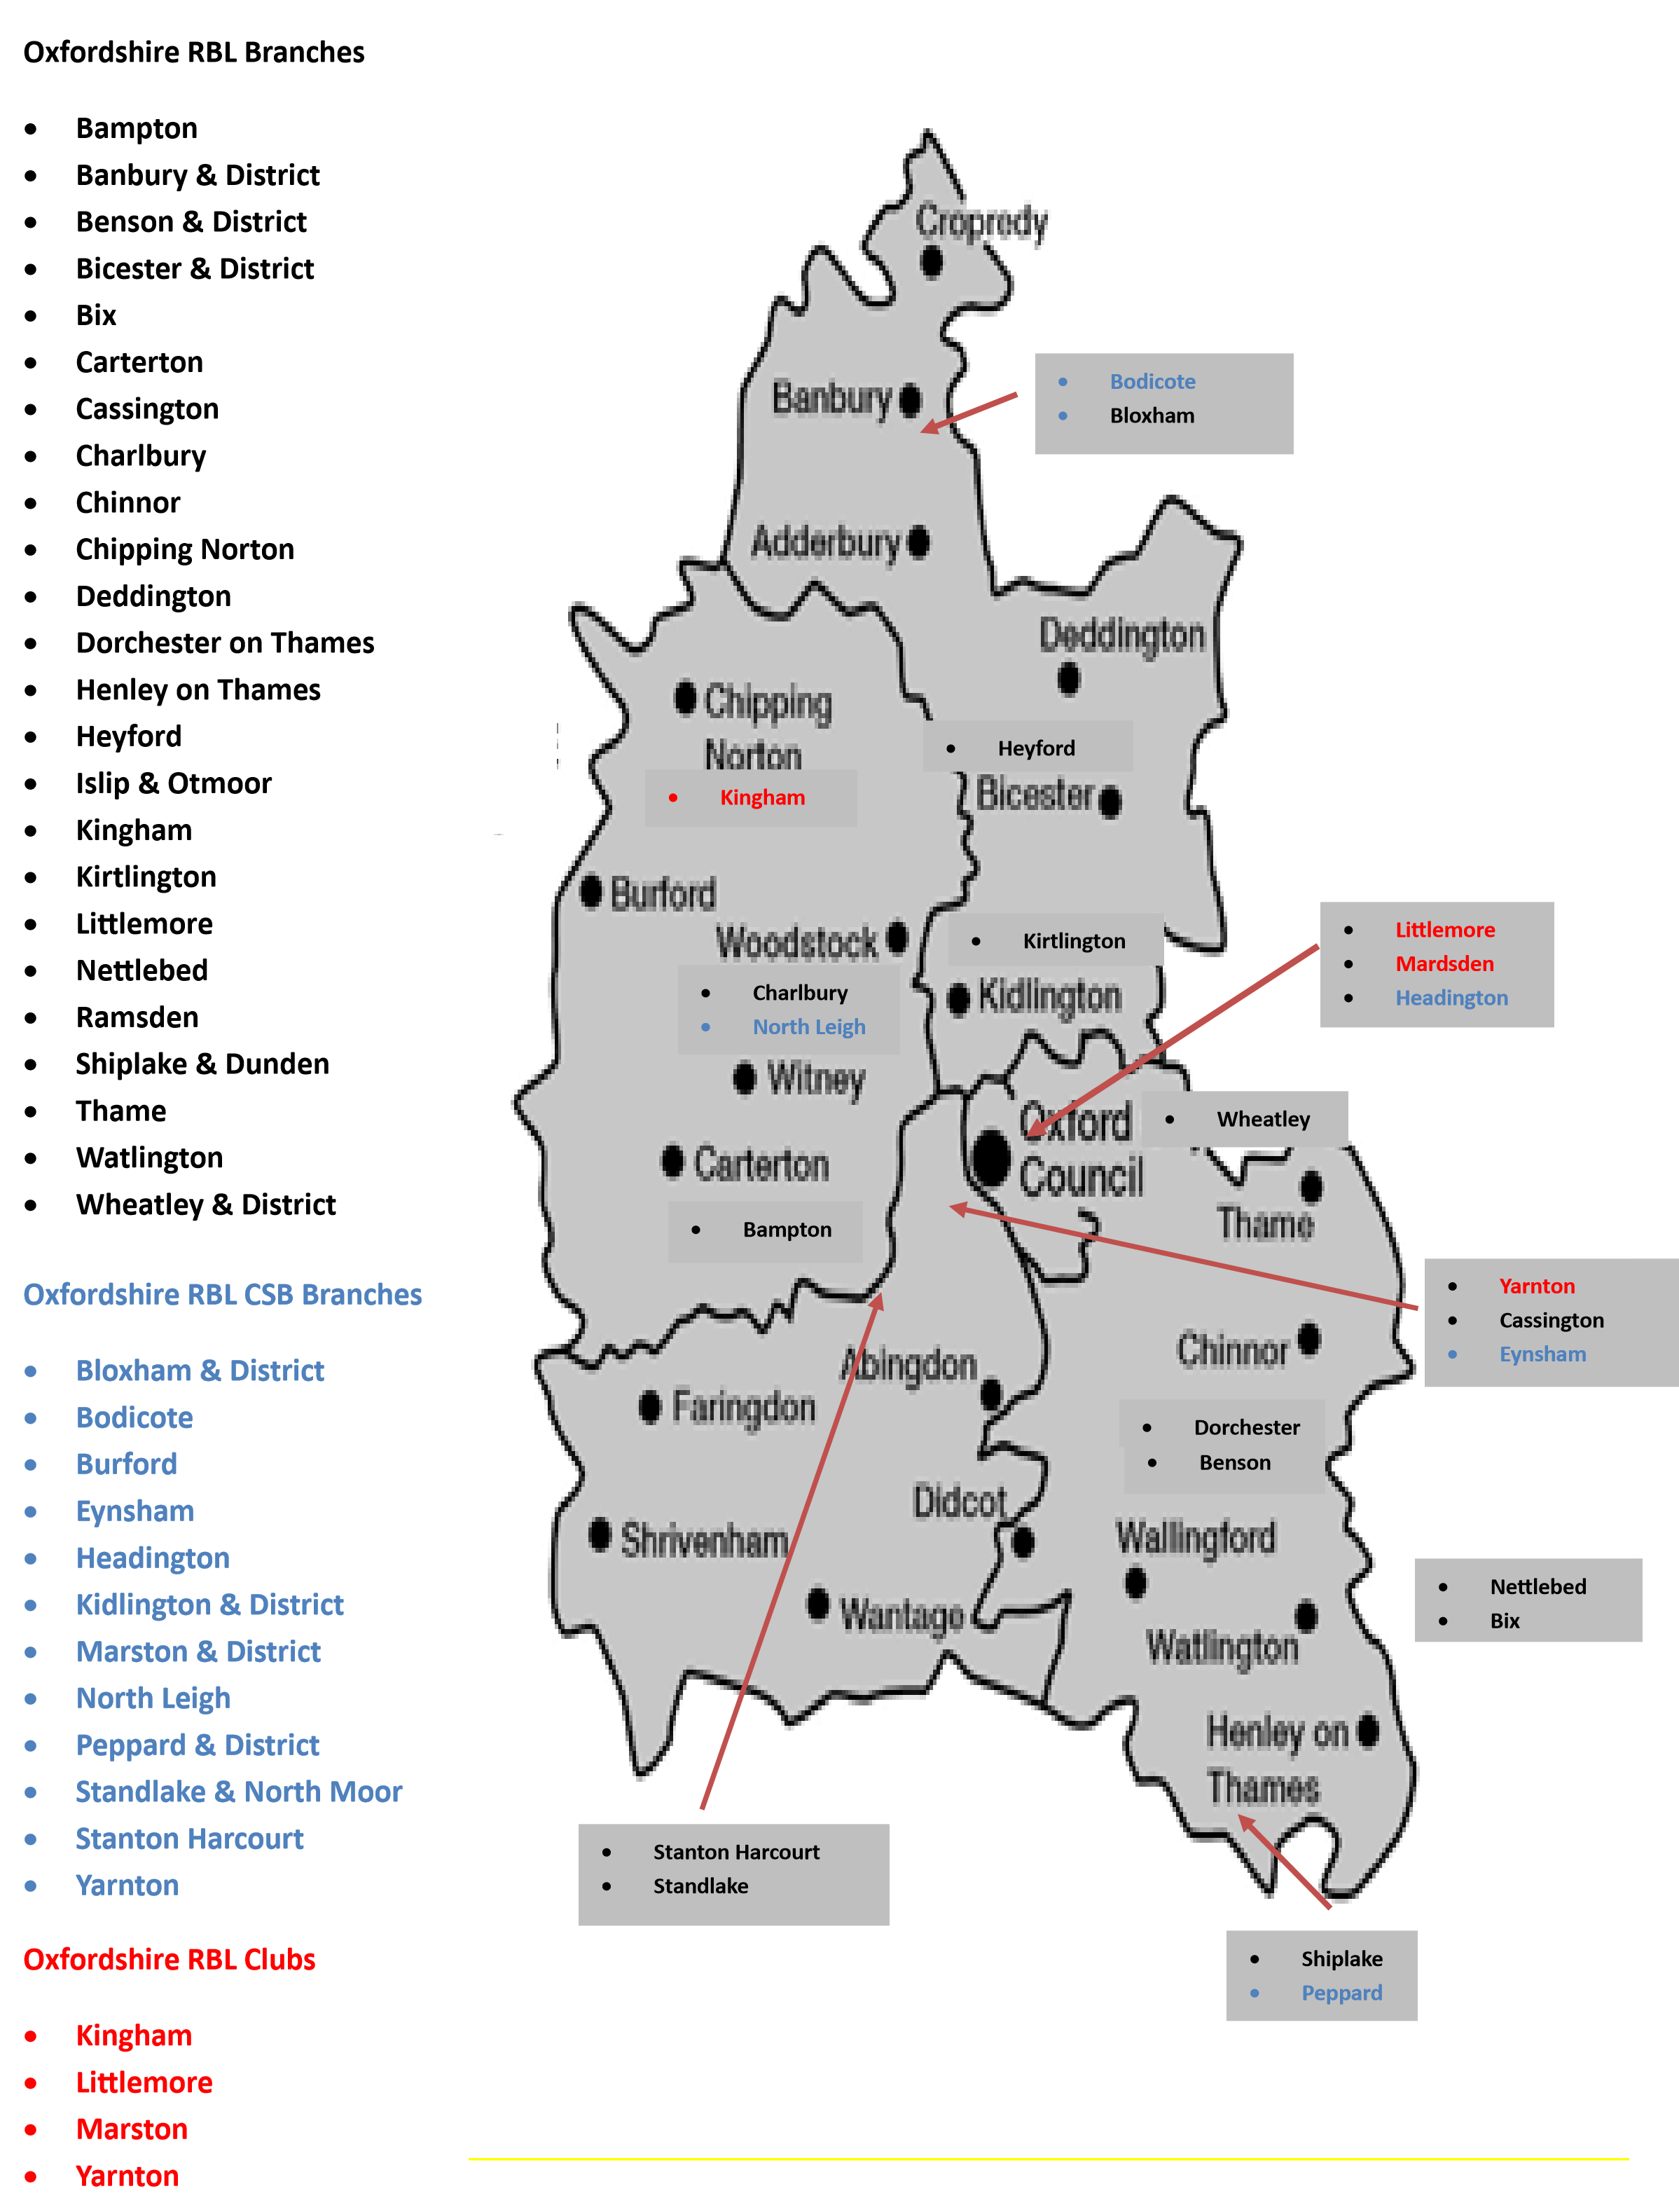 Oxfordshire RBL Branches
• Bampton
• Banbury & District
• Benson & District
• Bicester & District
• Bix
• Carterton
• Cassington
• Charlbury
• Chinnor
• Chipping Norton
• Deddington
• Dorchester on Thames
• Henley on Thames
• Heyford
• Islip & Otmoor
• Kingham
• Kirtlington
• Littlemore
• Nettlebed
• Ramsden
• Shiplake & Dunden
• Thame
• Watlington
• Wheatley & District
Oxfordshire RBL CSB Branches
• Bloxham & District
• Bodicote
• Burford
• Eynsham
• Headington
• Kidlington & District
• Marston & District
• North Leigh
• Peppard & District
• Standlake & North Moor
• Stanton Harcourt
• Yarnton
Oxfordshire RBL Clubs
• Kingham
• Littlemore
• Marston
• Yarnton
Cropredy
• Bodicote
• Bloxham
Banbury
Adderbury
Deddington
Chipping
Norton
• Heyford
• Kingham
Bicester
Burford
Woodstock
• Kirtlington
• Littlemore
• Mardsden
• Headington
• Charlbury
• North Leigh
Kidlington
Witney
Oxford
Council
• Wheatley
Carterton
Thame
• Bampton
• Yarnton
• Cassington
• Eynsham
Chinnor
Abingdon
Faringdon
• Dorchester
• Benson
Didcot
Shrivenham
Wallingford
• Nettlebed
• Bix
Wantage
Watlington
Henley on
Thames
• Stanton Harcourt
• Standlake
• Shiplake
• Peppard